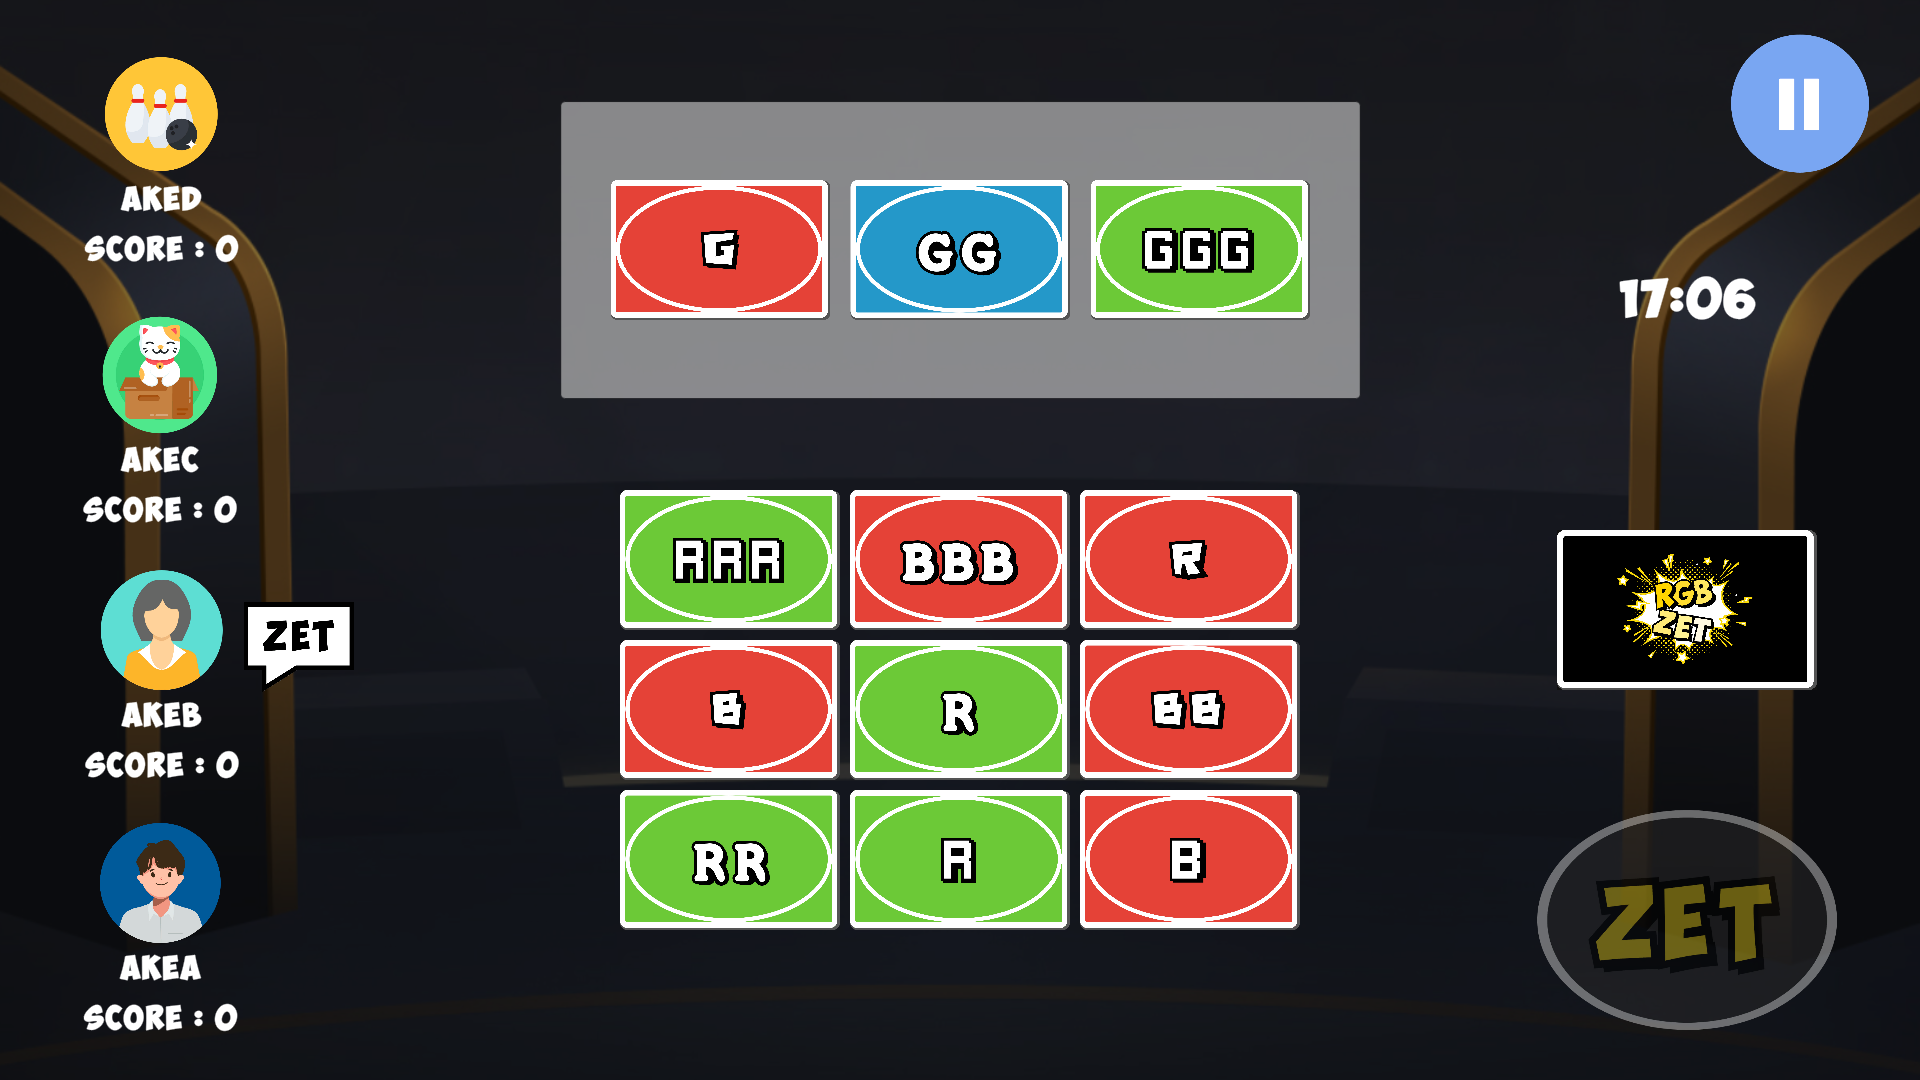 AKED
SCORE : 0
AKEC
SCORE : 0
AKEB
SCORE : 0
ZET
AKEA
SCORE : 0
G
GG
GGG
RRR
BBB
R
B
R
BB
RR
R
B
17:06
RGB
ZET
ZET